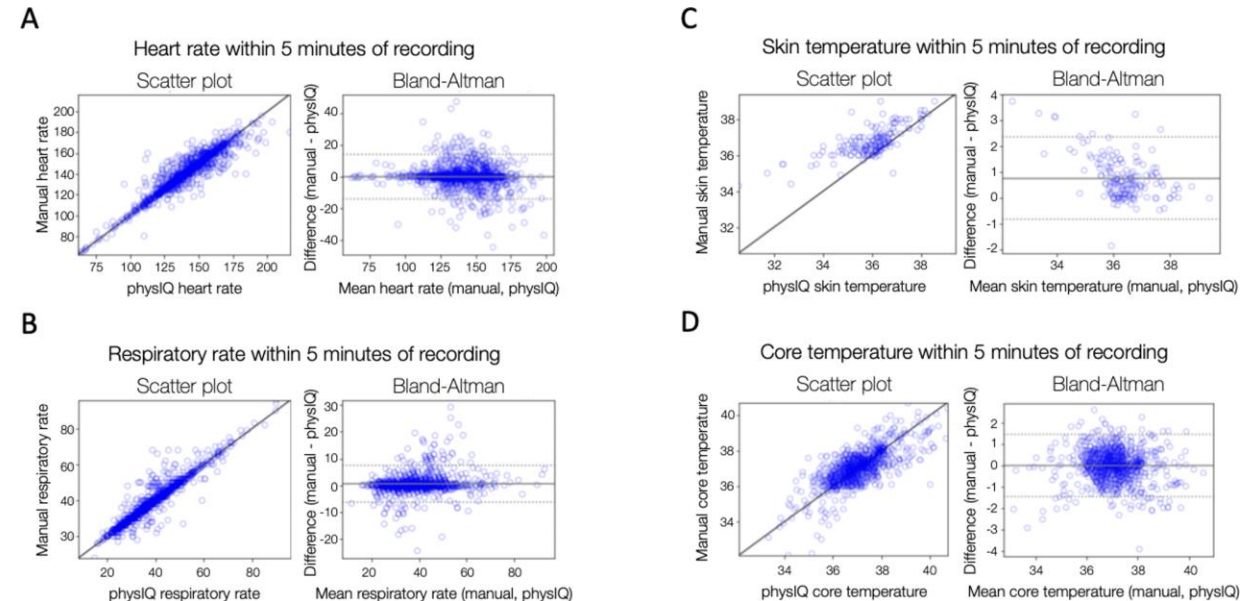 A
Heart rate within 5 minutes of recording
Scatter plot
Manual heart rate
200
180
160
140
120
100
80
75 100 125 150 175 200
physIQ heart rate
Bland-Altman
Difference (manual - physIQ)
40
20
0
-20
-40
75 100 125 150 175 200
Mean heart rate (manual, physIQ)
B
Respiratory rate within 5 minutes of recording
Scatter plot
Manual respiratory rate
80
60
40
30
20 40 60 80
physIQ respiratory rate
Bland-Altman
Difference (manual - physIQ)
30
20
10
0
-10
-20
20 40 60 80
Mean respiratory rate (manual, physIQ)
C
Skin temperature within 5 minutes of recording
Scatter plot
Manual skin temperature
38
36
34
32
32 34 36 38
physIQ skin temperature
Bland-Altman
Difference (manual - physIQ)
4
3
2
1
0
-1
-2
34 36 38
Mean skin temperature (manual, physIQ)
D
Core temperature within 5 minutes of recording
Scatter plot
Manual core temperature
40
38
36
34
34 36 38 40
physIQ core temperature
Bland-Altman
Difference (manual - physIQ)
2
1
0
-1
-2
-3
-4
34 36 38 40
Mean core temperature (manual, physIQ)